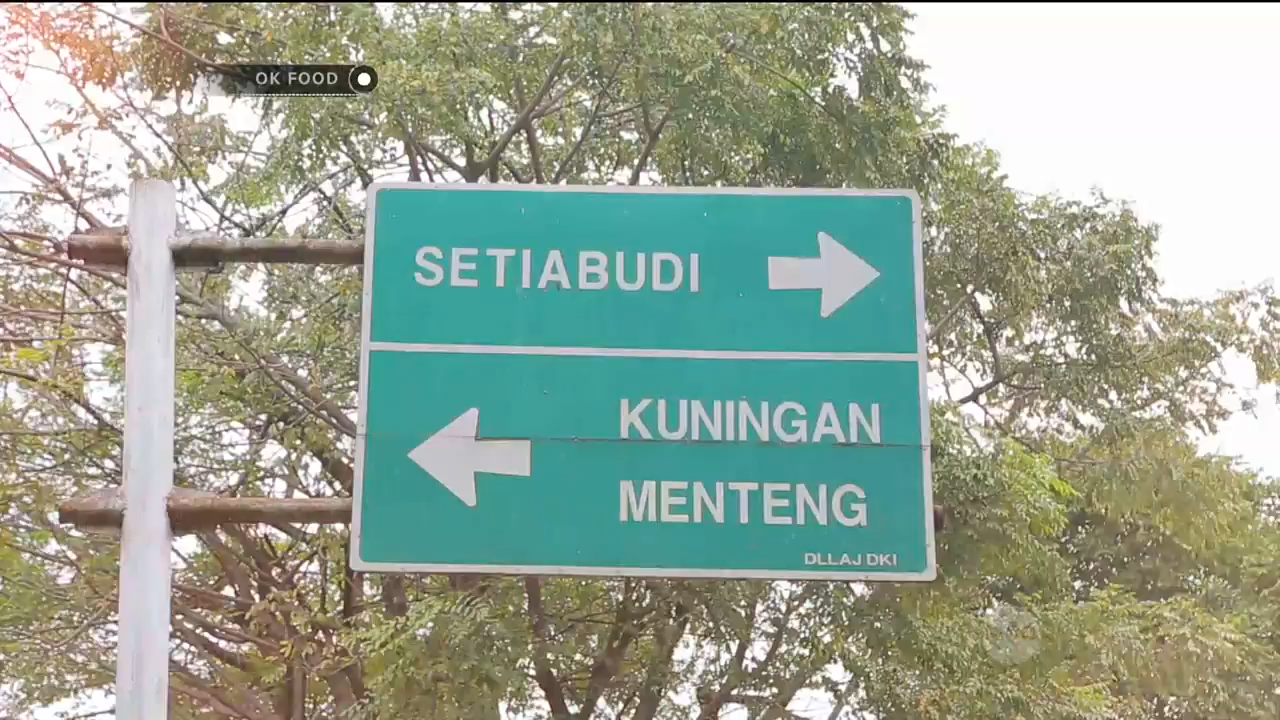 OK FOOD
SETIABUDI
KUNINGAN
MENTENG
DLLAJ DKI